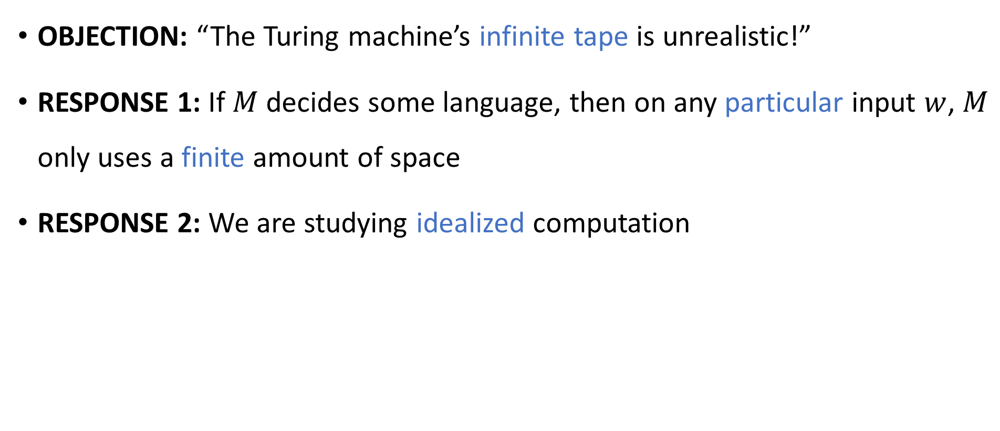 • OBJECTION: “The Turing machine’s infinite tape is unrealistic!”
• RESPONSE 1: If 𝑀 decides some language, then on any particular input 𝑤, 𝑀
only uses a finite amount of space
• RESPONSE 2: We are studying idealized computation